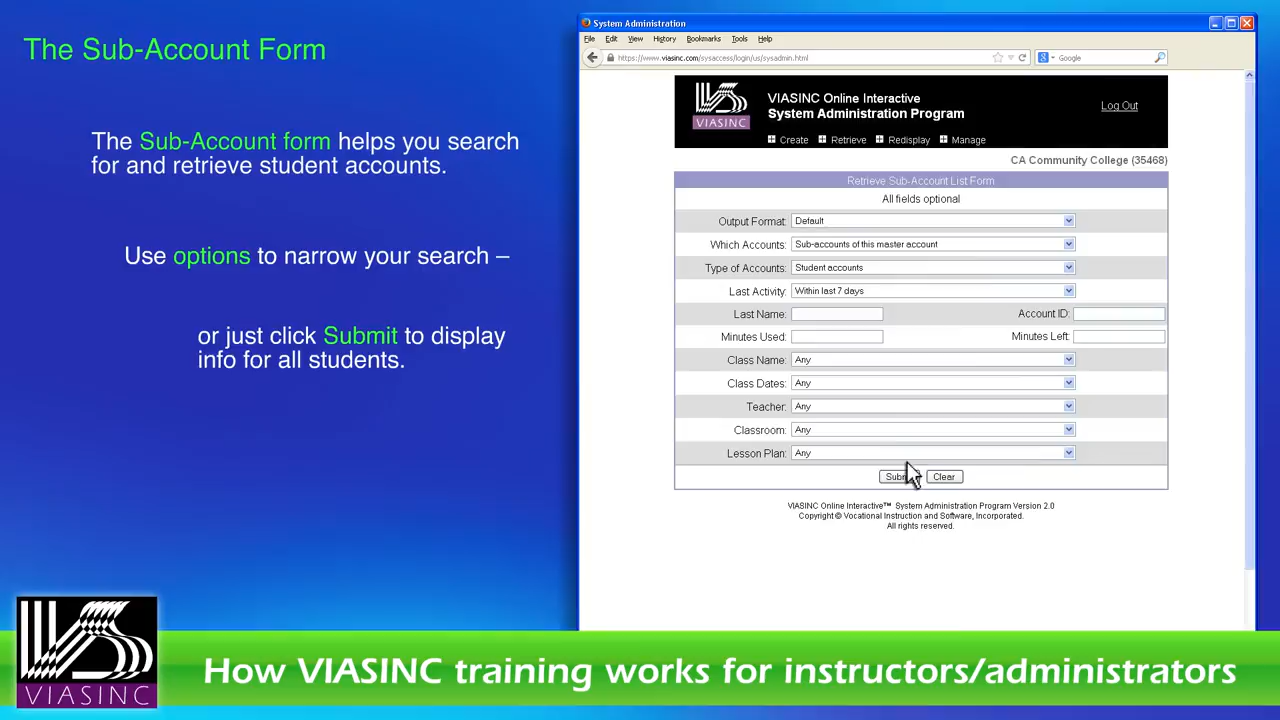 The Sub-Account Form
The Sub-Account form helps you search
for and retrieve student accounts.
Use options to narrow your search –
or just click Submit to display
info for all students.
System Administration
File Edit View History Bookmarks Tools Help
https://www.viasinc.com/sysaccess/login/us/sysadmin.html
Google
VIASINC
VIASINC Online Interactive
System Administration Program
Log Out
Create Retrieve Redisplay Manage
CA Community College (35468)
Retrieve Sub-Account List Form
All fields optional
Output Format: Default
Which Accounts: Sub-accounts of this master account
Type of Accounts: Student accounts
Last Activity: Within last 7 days
Last Name: Account ID:
Minutes Used: Minutes Left:
Class Name: Any
Class Dates: Any
Teacher: Any
Classroom: Any
Lesson Plan: Any
Clear
VIASINC Online Interactive™ System Administration Program Version 2.0
Copyright © Vocational Instruction and Software, Incorporated.
All rights reserved.
VIASINC
How VIASINC training works for instructors/administrators